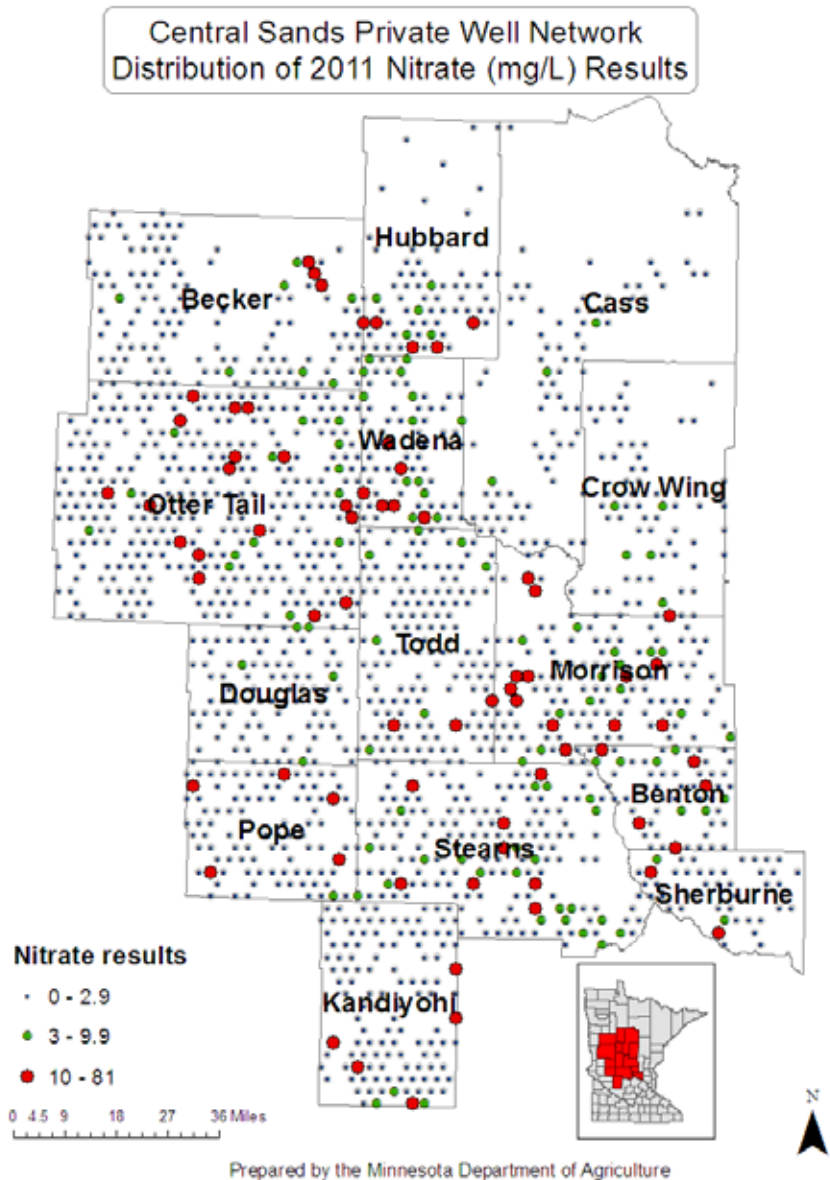 Central Sands Private Well Network
Distribution of 2011 Nitrate (mg/L) Results
Hubbard
Becker
Cass
Wadena
Crow Wing
Otter Tail
Todd
Morrison
Douglas
Benton
Pope
Stearns
Sherburne
Nitrate results
0 - 2.9
3 - 9.9
10 - 81
Kandiyohi
0 4.5 9 18 27 36 Miles
N
Prepared by the Minnesota Department of Agriculture